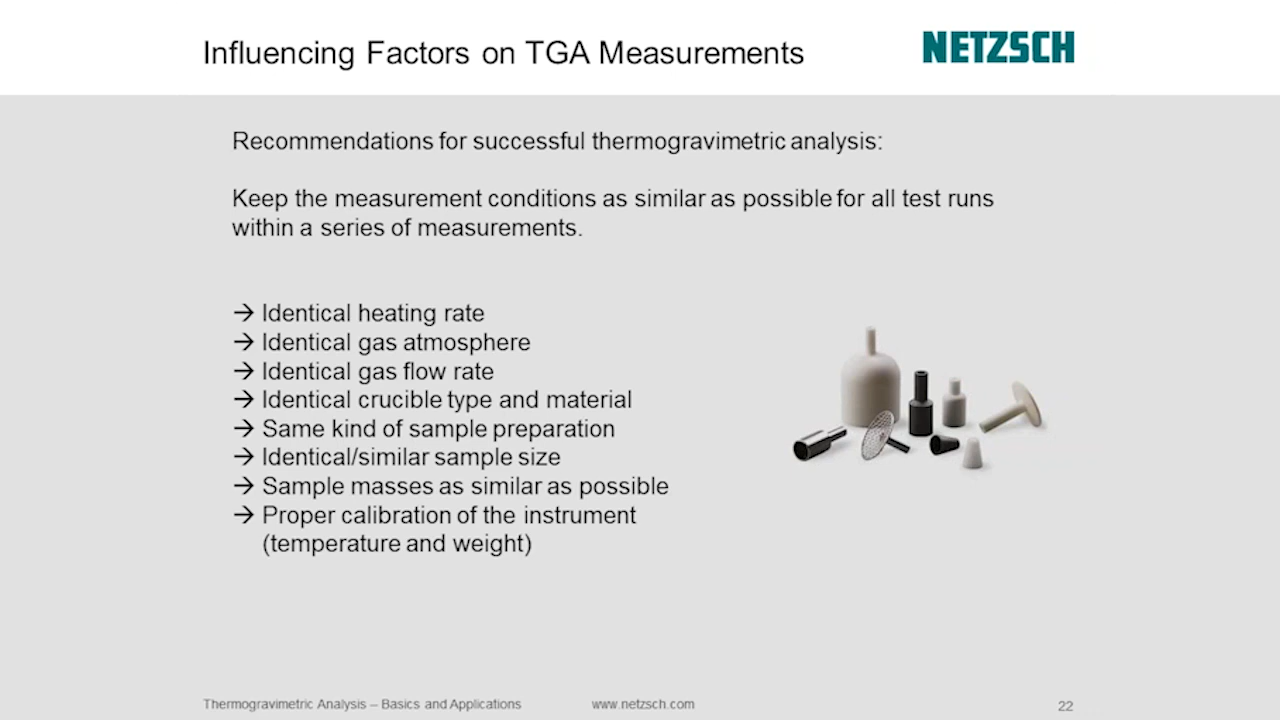 Influencing Factors on TGA Measurements
NETZSCH
Recommendations for successful thermogravimetric analysis:
Keep the measurement conditions as similar as possible for all test runs
within a series of measurements.
→ Identical heating rate
→ Identical gas atmosphere
→ Identical gas flow rate
→ Identical crucible type and material
→ Same kind of sample preparation
→ Identical/similar sample size
→ Sample masses as similar as possible
→ Proper calibration of the instrument
(temperature and weight)
Thermogravimetric Analysis – Basics and Applications
www.netzsch.com
22